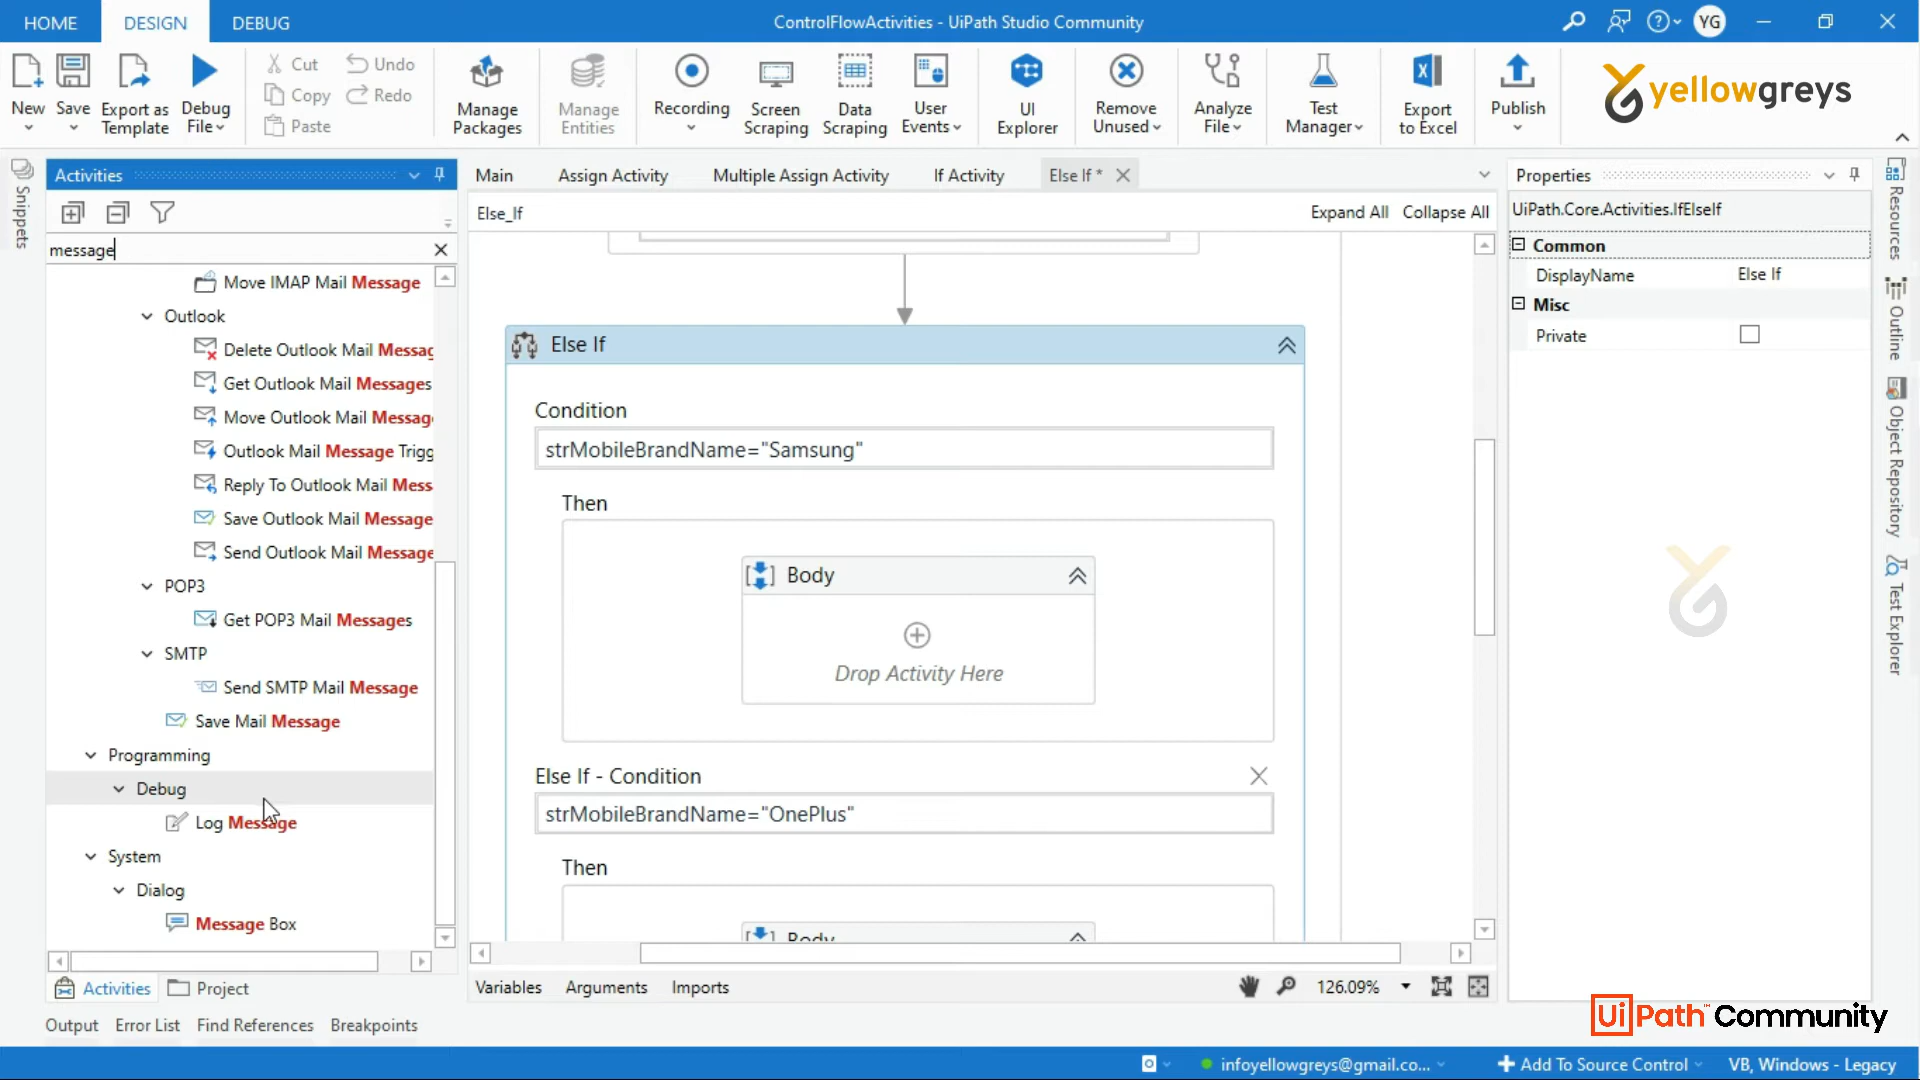 HOME DESIGN DEBUG ControlFlowActivities - UiPath Studio Community YG
New Save Export as Template Debug File Cut Copy Paste Undo Redo Manage Packages Manage Entities Recording Screen Scraping Data Scraping User Events UI Explorer Remove Unused Analyze File Test Manager Export to Excel Publish yellowgreys
Snippets
Activities
message
Move IMAP Mail Message
Outlook
Delete Outlook Mail Messag
Get Outlook Mail Messages
Move Outlook Mail Messag
Outlook Mail Message Trigg
Reply To Outlook Mail Mess
Save Outlook Mail Message
Send Outlook Mail Message
POP3
Get POP3 Mail Messages
SMTP
Send SMTP Mail Message
Save Mail Message
Programming
Debug
Log Message
System
Dialog
Message Box
Activities Project
Main Assign Activity Multiple Assign Activity If Activity Else If *
Else_If Expand All Collapse All
Else If
Condition
strMobileBrandName="Samsung"
Then
Body
Drop Activity Here
Else If - Condition
strMobileBrandName="OnePlus"
Then
Body
Variables Arguments Imports 126.09%
Properties
UiPath.Core.Activities.IfElseIf
Common
DisplayName Else If
Misc
Private
Resources
Outline
Object Repository
Test Explorer
Output Error List Find References Breakpoints
UiPath™ Community
infoyellowgreys@gmail.co... Add To Source Control VB, Windows - Legacy